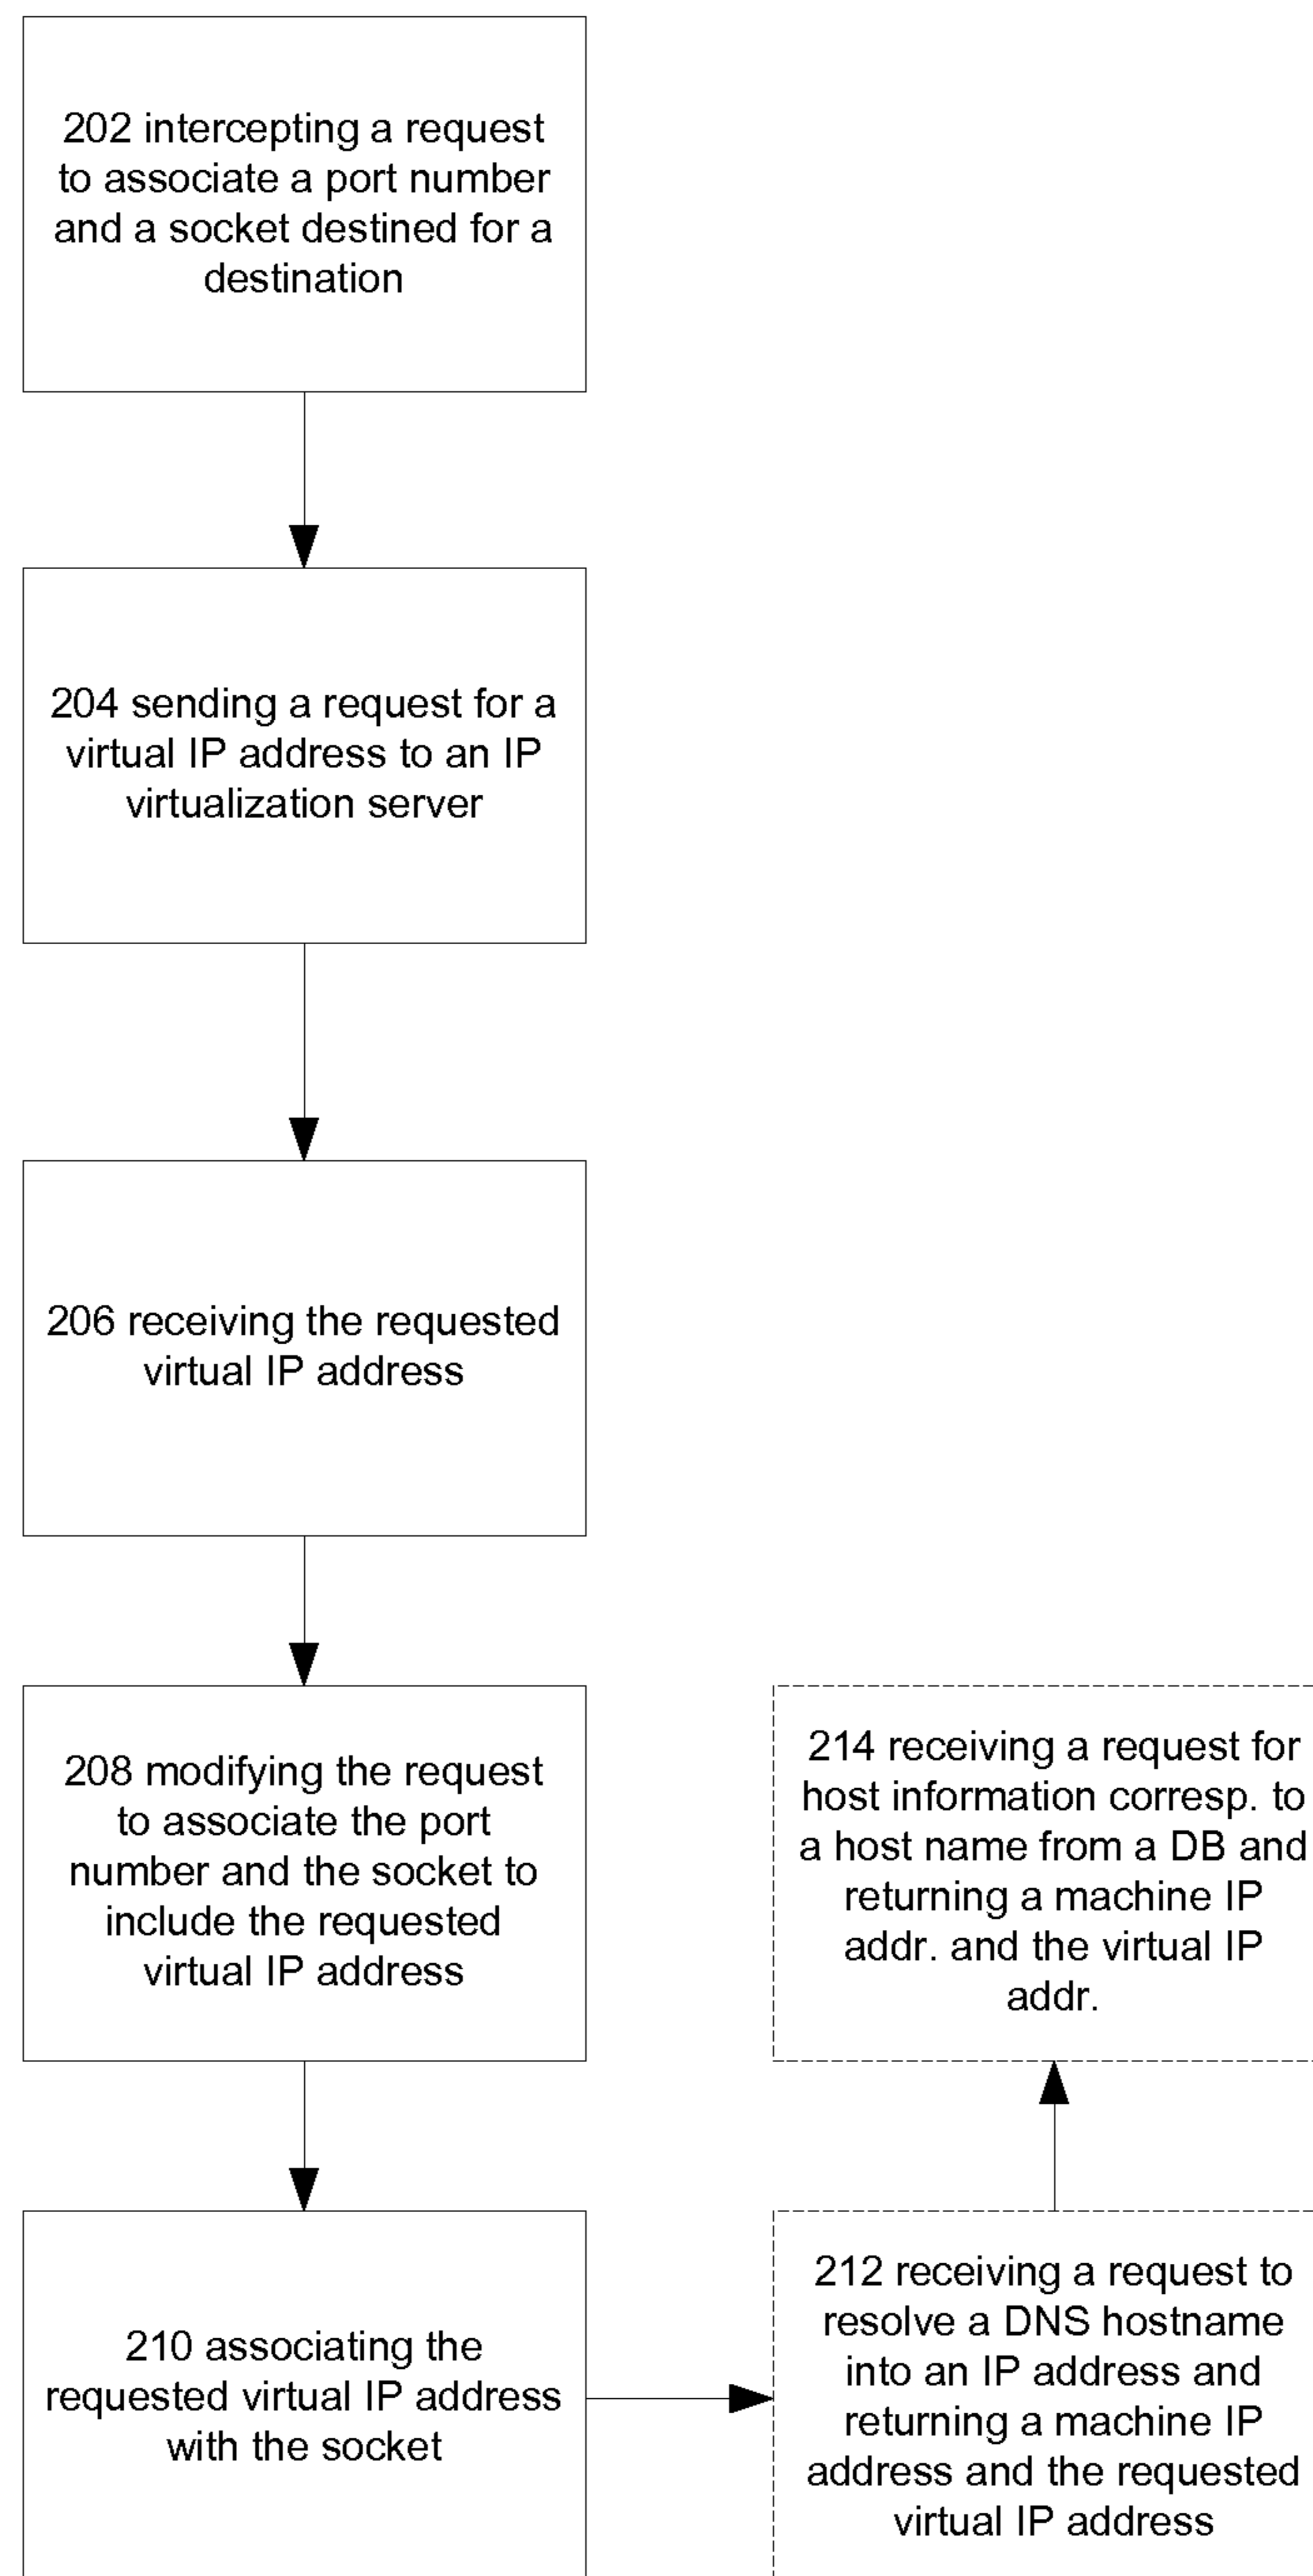 202 intercepting a request
to associate a port number
and a socket destined for a
destination
204 sending a request for a
virtual IP address to an IP
virtualization server
206 receiving the requested
virtual IP address
208 modifying the request
to associate the port
number and the socket to
include the requested
virtual IP address
210 associating the
requested virtual IP address
with the socket
212 receiving a request to
resolve a DNS hostname
into an IP address and
returning a machine IP
address and the requested
virtual IP address
214 receiving a request for
host information corresp. to
a host name from a DB and
returning a machine IP
addr. and the virtual IP
addr.